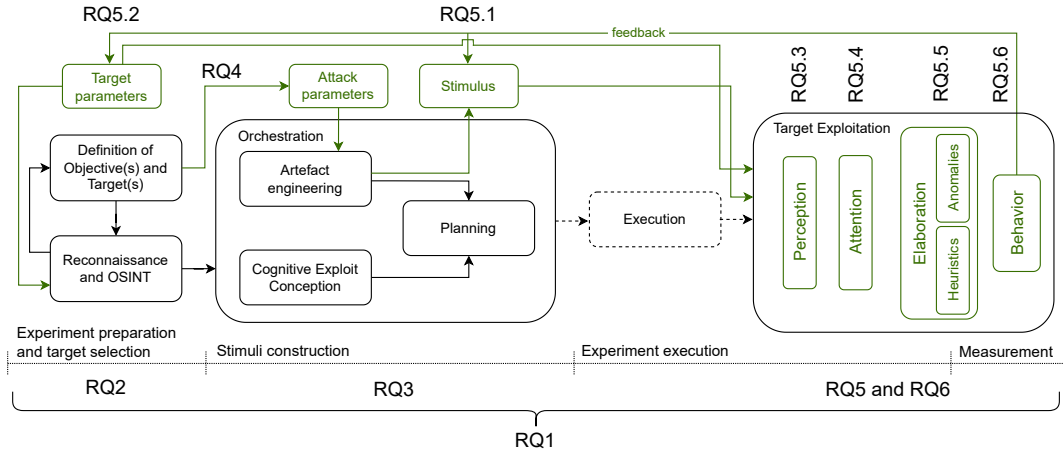 RQ5.2
RQ5.1
feedback
RQ5.3
RQ5.4
RQ5.5
RQ5.6
Target
parameters
RQ4
Attack
parameters
Stimulus
Orchestration
Target Exploitation
Definition of
Objective(s) and
Target(s)
Artefact
engineering
Planning
Execution
Reconnaissance
and OSINT
Cognitive Exploit
Conception
Perception
Attention
Elaboration
Anomalies
Heuristics
Behavior
Experiment preparation
and target selection
Stimuli construction
Experiment execution
Measurement
RQ2
RQ3
RQ5 and RQ6
RQ1